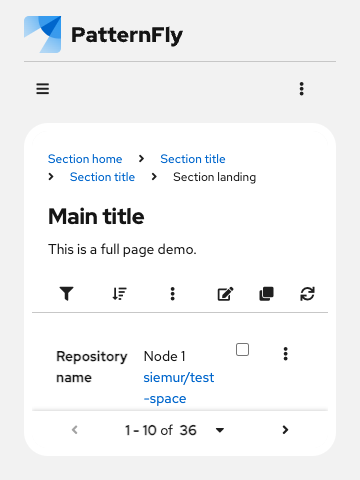 PatternFly
Section home > Section title
> Section title > Section landing
Main title
This is a full page demo.
Repository name
Node 1
siemur/test
-space
1 - 10 of 36